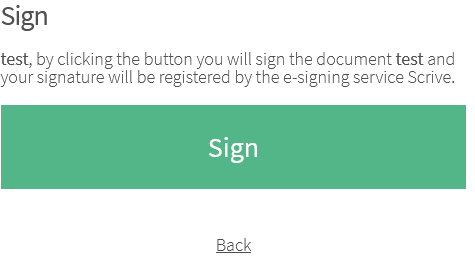 Sign
test, by clicking the button you will sign the document test and
your signature will be registered by the e-signing service Scrive.
Sign
Back